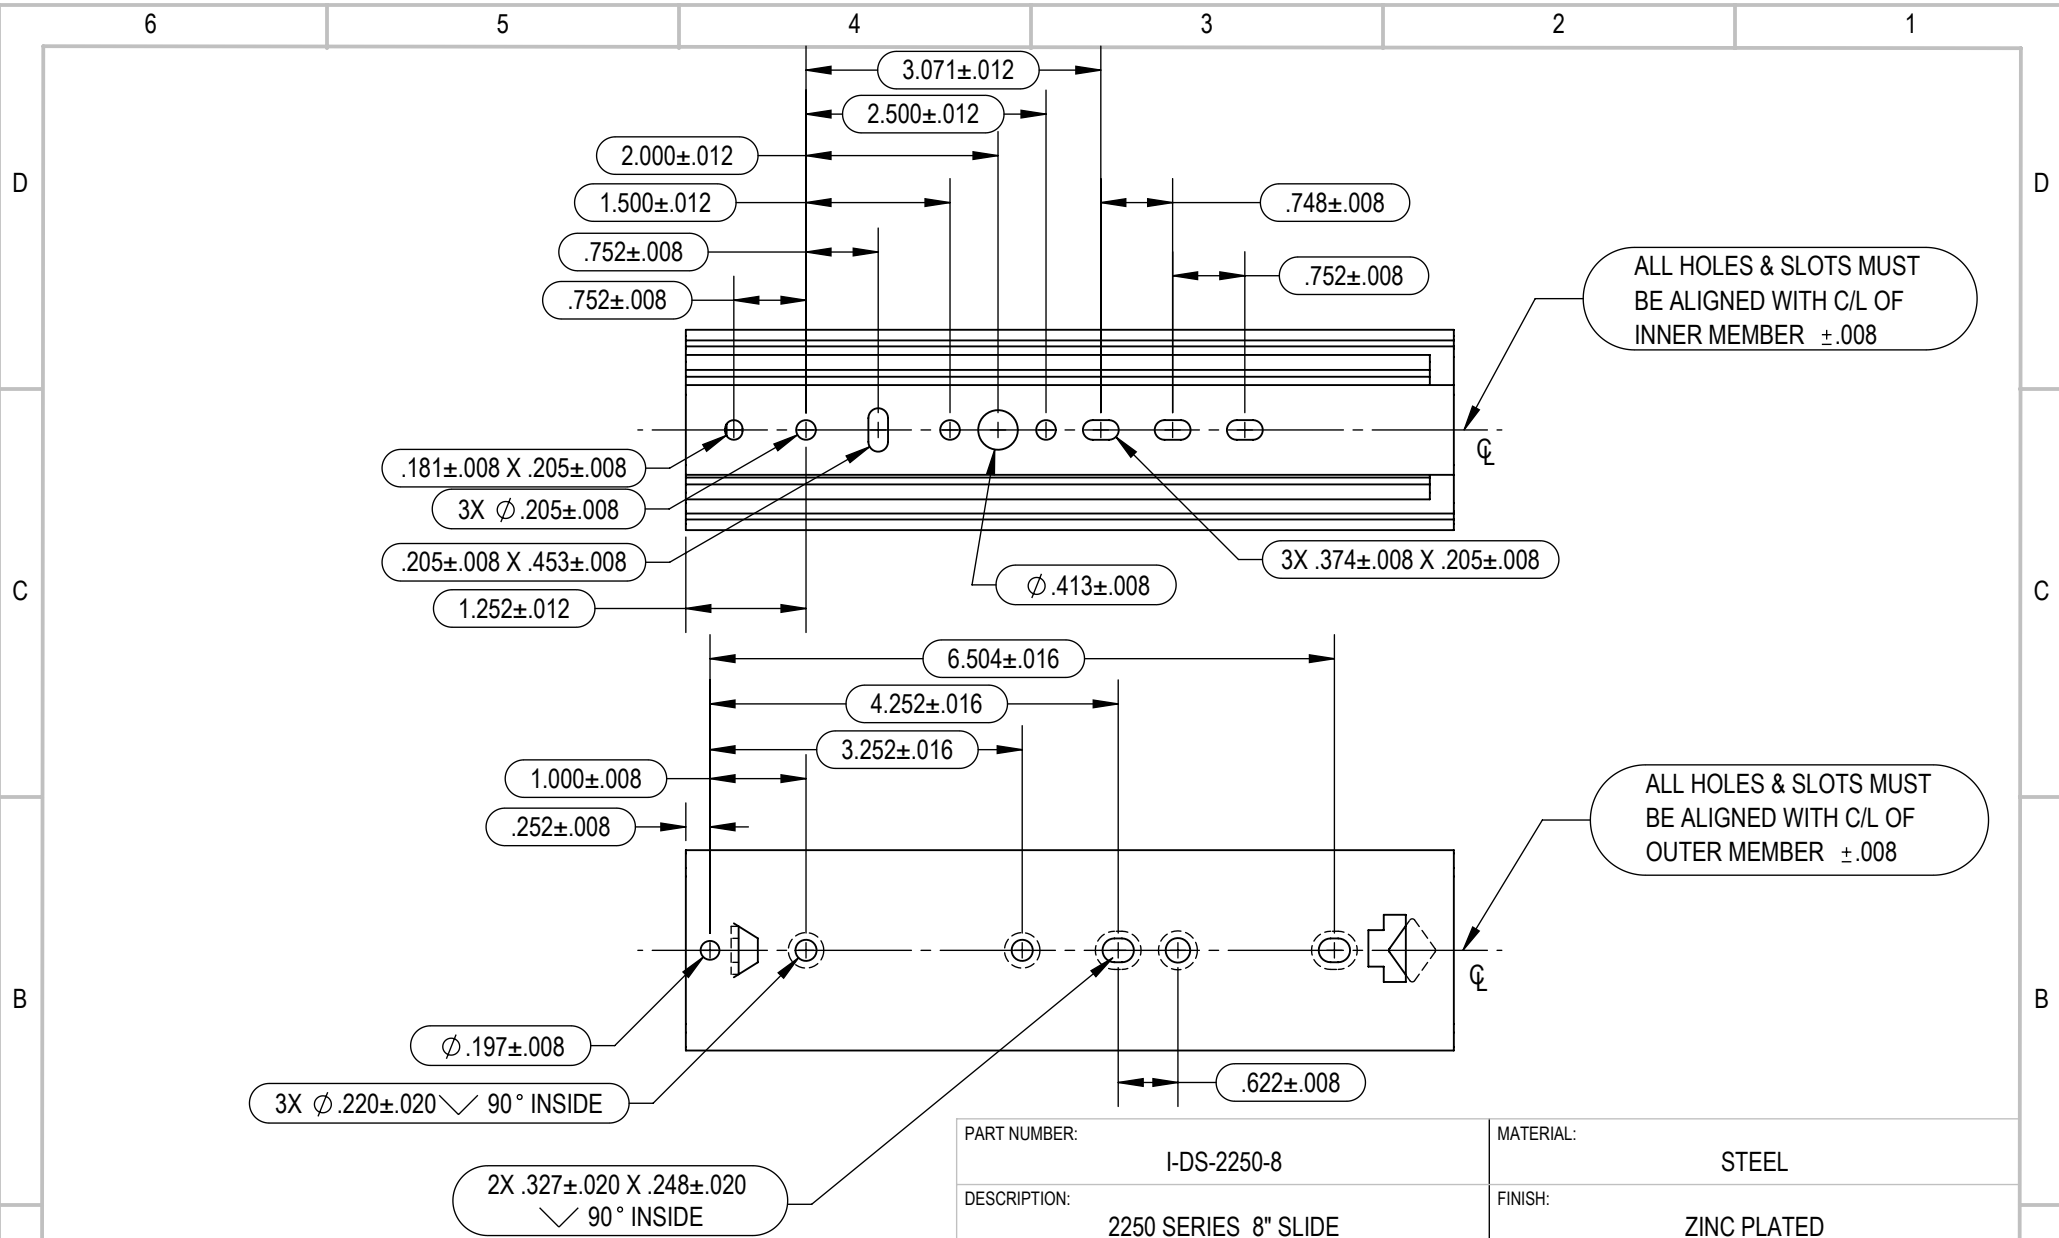 6 5 4 3 2 1
3.071±.012
2.500±.012
2.000±.012
D D
1.500±.012
.748±.008
.752±.008
.752±.008
.752±.008
ALL HOLES & SLOTS MUST
BE ALIGNED WITH C/L OF
INNER MEMBER ±.008
℄
.181±.008 X .205±.008
3X ∅.205±.008
.205±.008 X .453±.008
3X .374±.008 X .205±.008
∅.413±.008
C C
1.252±.012
6.504±.016
4.252±.016
3.252±.016
1.000±.008
.252±.008
ALL HOLES & SLOTS MUST
BE ALIGNED WITH C/L OF
OUTER MEMBER ±.008
℄
B B
∅.197±.008
.622±.008
3X ∅.220±.020 ⌵ 90° INSIDE
2X .327±.020 X .248±.020
⌵ 90° INSIDE
PART NUMBER:
I-DS-2250-8
MATERIAL:
STEEL
DESCRIPTION:
2250 SERIES 8" SLIDE
FINISH:
ZINC PLATED